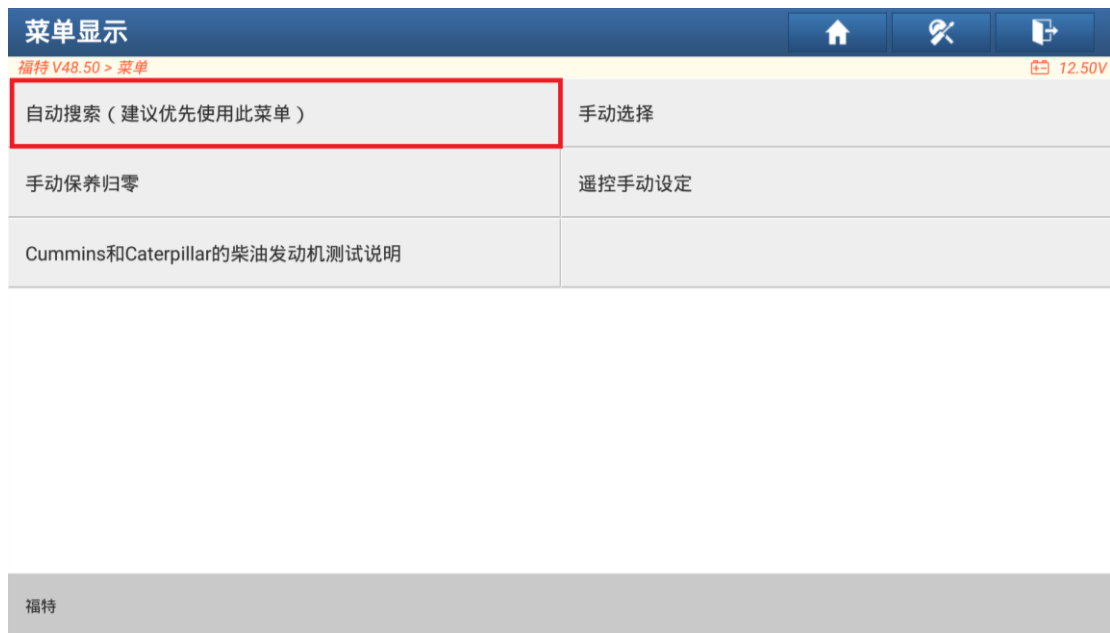 菜单显示
福特 V48.50 > 菜单
12.50V
自动搜索（建议优先使用此菜单）
手动选择
手动保养归零
遥控手动设定
Cummins和Caterpillar的柴油发动机测试说明
福特